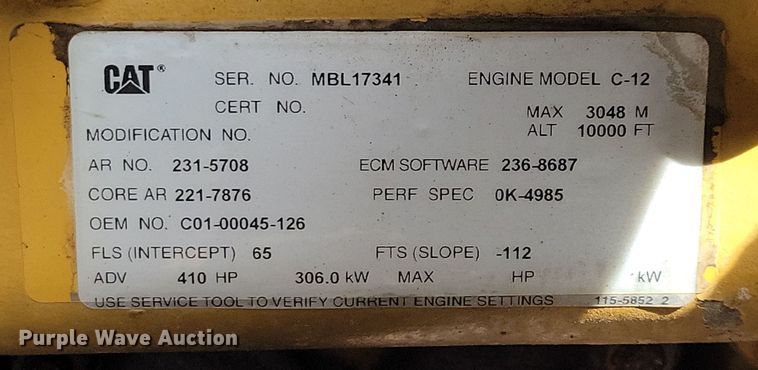 CAT® SER. NO. MBL17341 ENGINE MODEL C-12
CERT NO. MAX 3048 M
MODIFICATION NO. ALT 10000 FT
AR NO. 231-5708 ECM SOFTWARE 236-8687
CORE AR 221-7876 PERF SPEC 0K-4985
OEM NO. C01-00045-126
FLS (INTERCEPT) 65 FTS (SLOPE) -112
ADV 410 HP 306.0 kW MAX HP kW
USE SERVICE TOOL TO VERIFY CURRENT ENGINE SETTINGS 115-5852 2
Purple Wave Auction